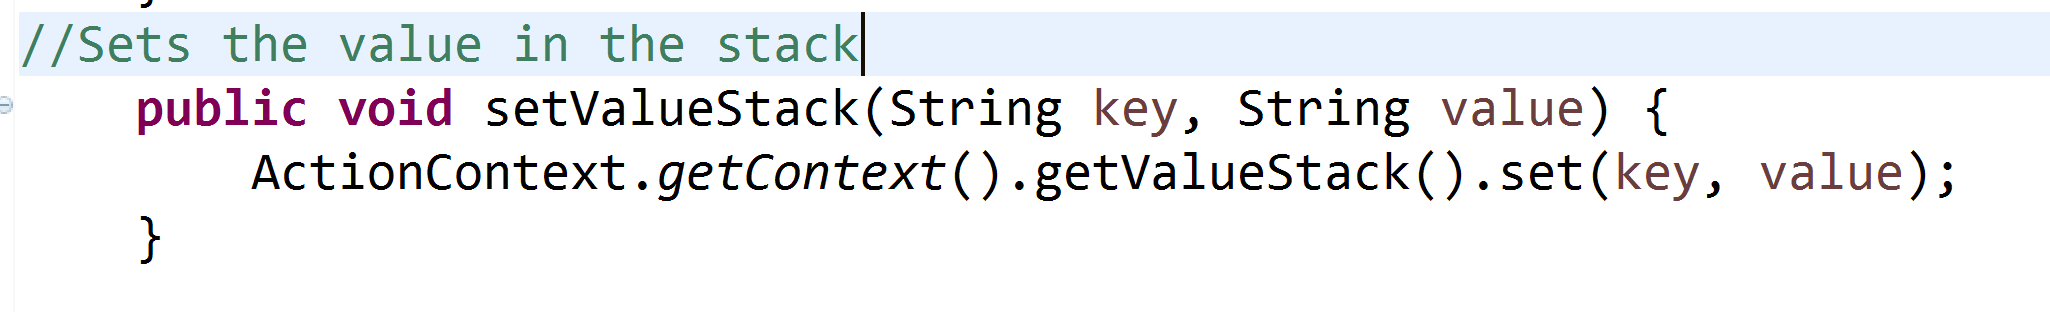 //Sets the value in the stack
public void setValueStack(String key, String value) {
ActionContext.getContext().getValueStack().set(key, value);
}